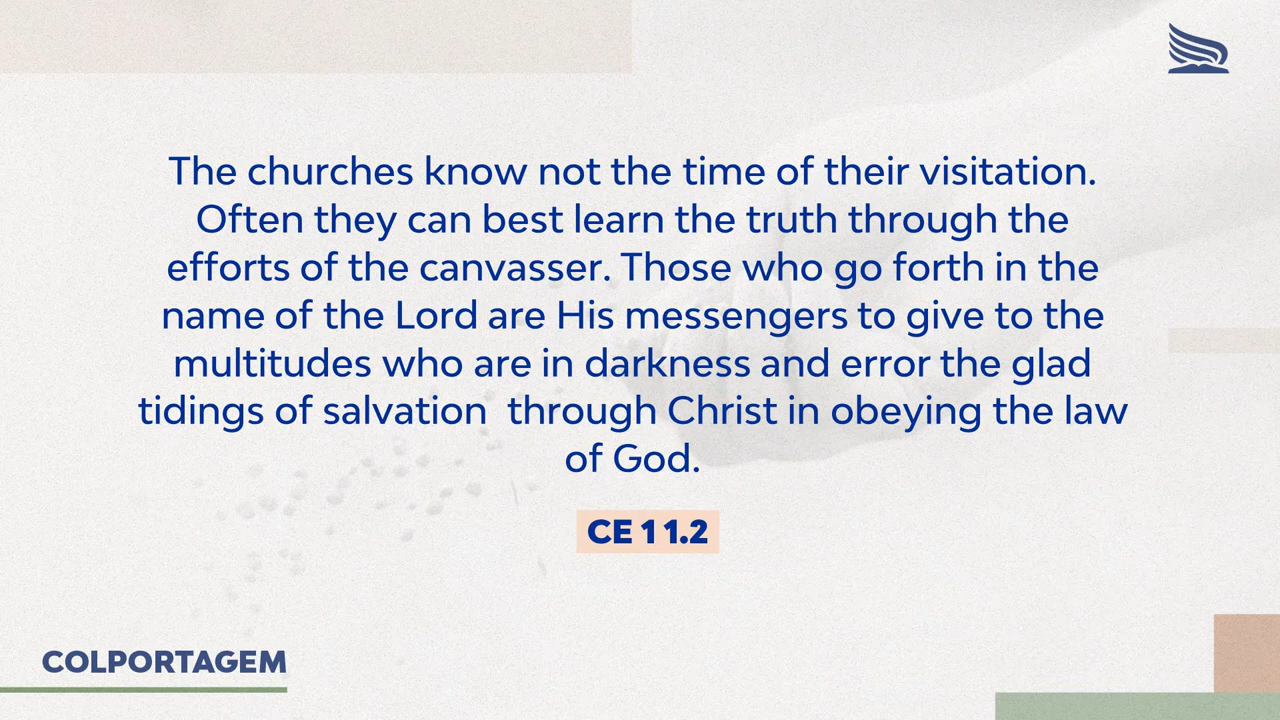 The churches know not the time of their visitation.
Often they can best learn the truth through the
efforts of the canvasser. Those who go forth in the
name of the Lord are His messengers to give to the
multitudes who are in darkness and error the glad
tidings of salvation  through Christ in obeying the law
of God.
CE 11.2
COLPORTAGEM